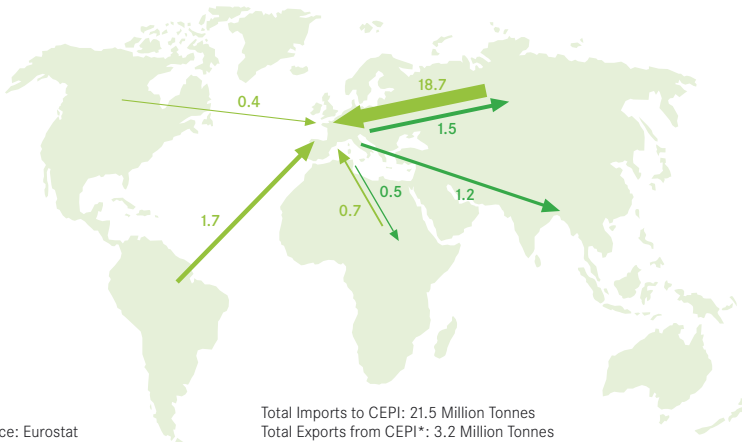 18.7
0.4
1.5
0.5
1.2
0.7
1.7
Total Imports to CEPI: 21.5 Million Tonnes
ce: Eurostat
Total Exports from CEPI*: 3.2 Million Tonnes